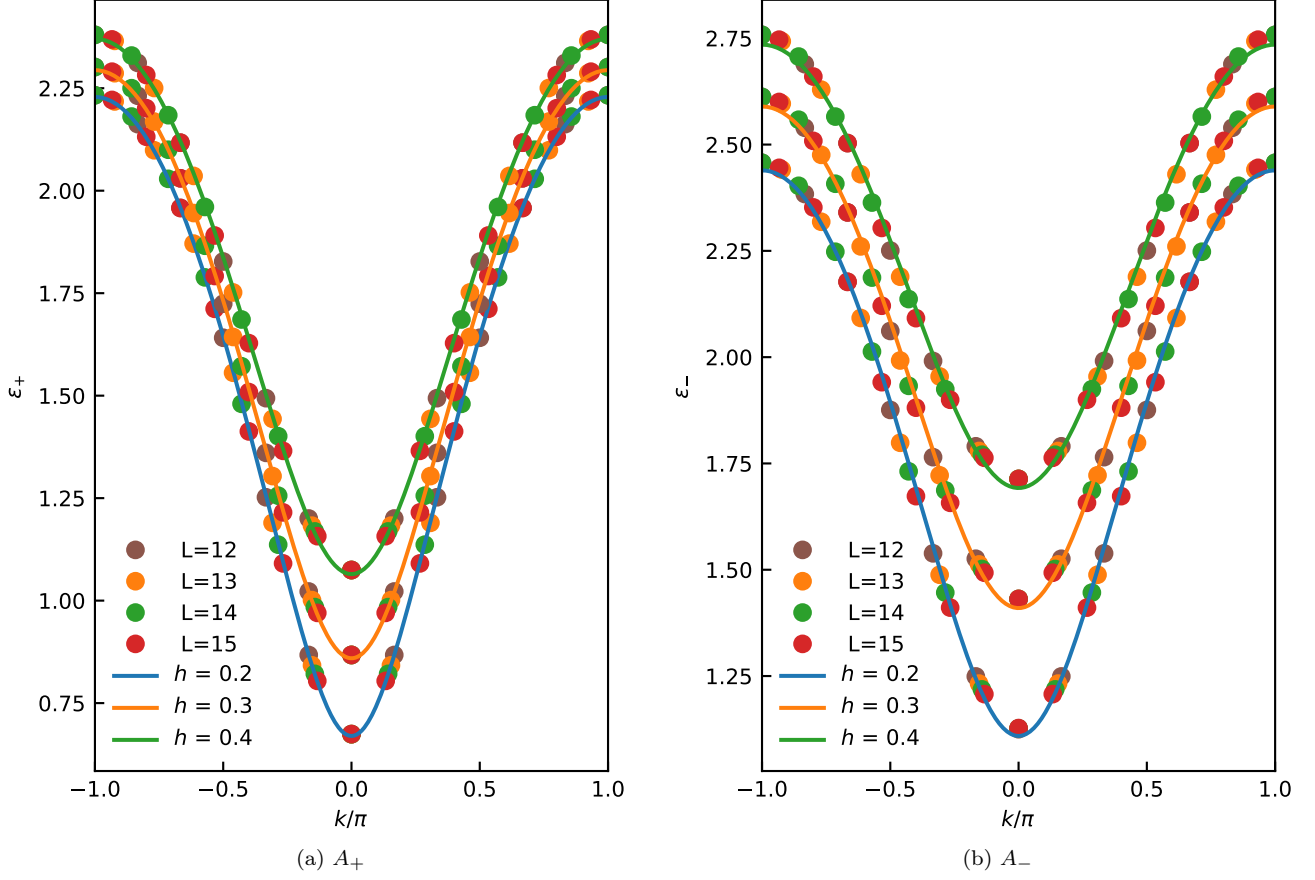 2.25
2.00
1.75
1.50
1.25
1.00
0.75
ε₊
L=12
L=13
L=14
L=15
h = 0.2
h = 0.3
h = 0.4
−1.0 −0.5 0.0 0.5 1.0
k/π
(a) A₊
2.75
2.50
2.25
2.00
1.75
1.50
1.25
ε₋
L=12
L=13
L=14
L=15
h = 0.2
h = 0.3
h = 0.4
−1.0 −0.5 0.0 0.5 1.0
k/π
(b) A₋